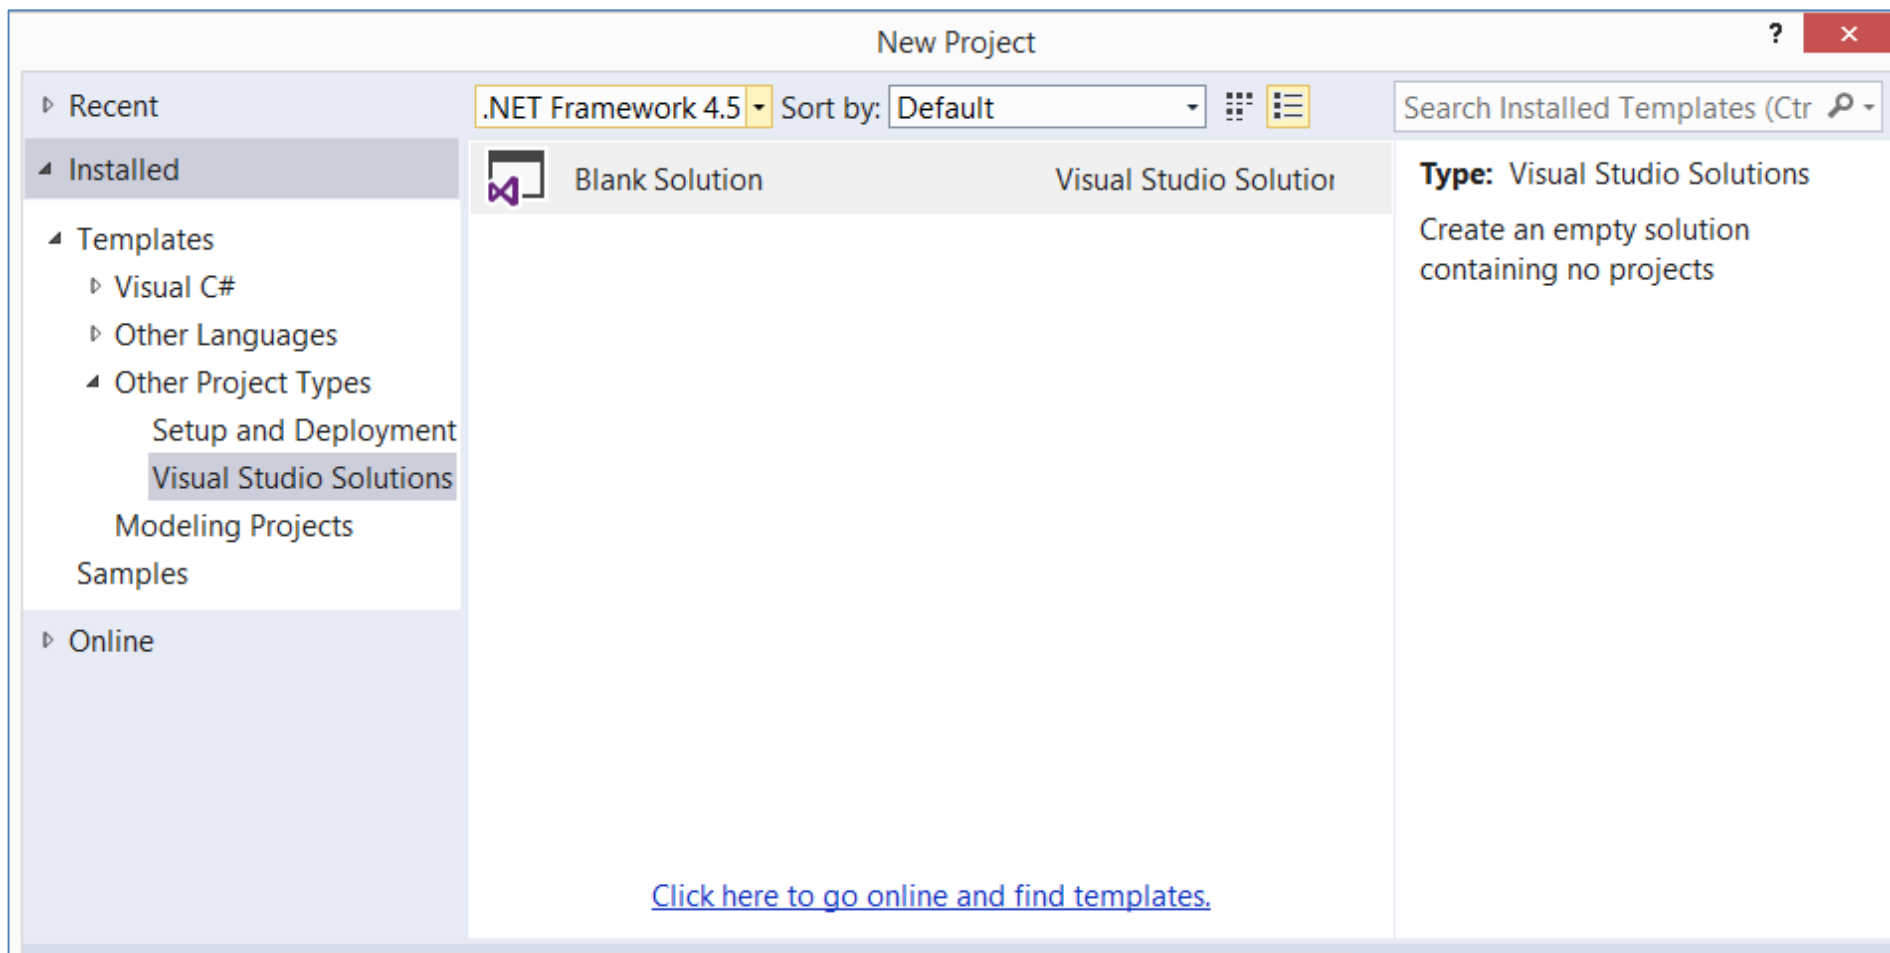 New Project
?
Recent
.NET Framework 4.5 Sort by: Default
Search Installed Templates (Ctr
Installed
Templates
Visual C#
Other Languages
Other Project Types
Setup and Deployment
Visual Studio Solutions
Modeling Projects
Samples
Online
Blank Solution Visual Studio Solution
Click here to go online and find templates.
Type: Visual Studio Solutions
Create an empty solution
containing no projects